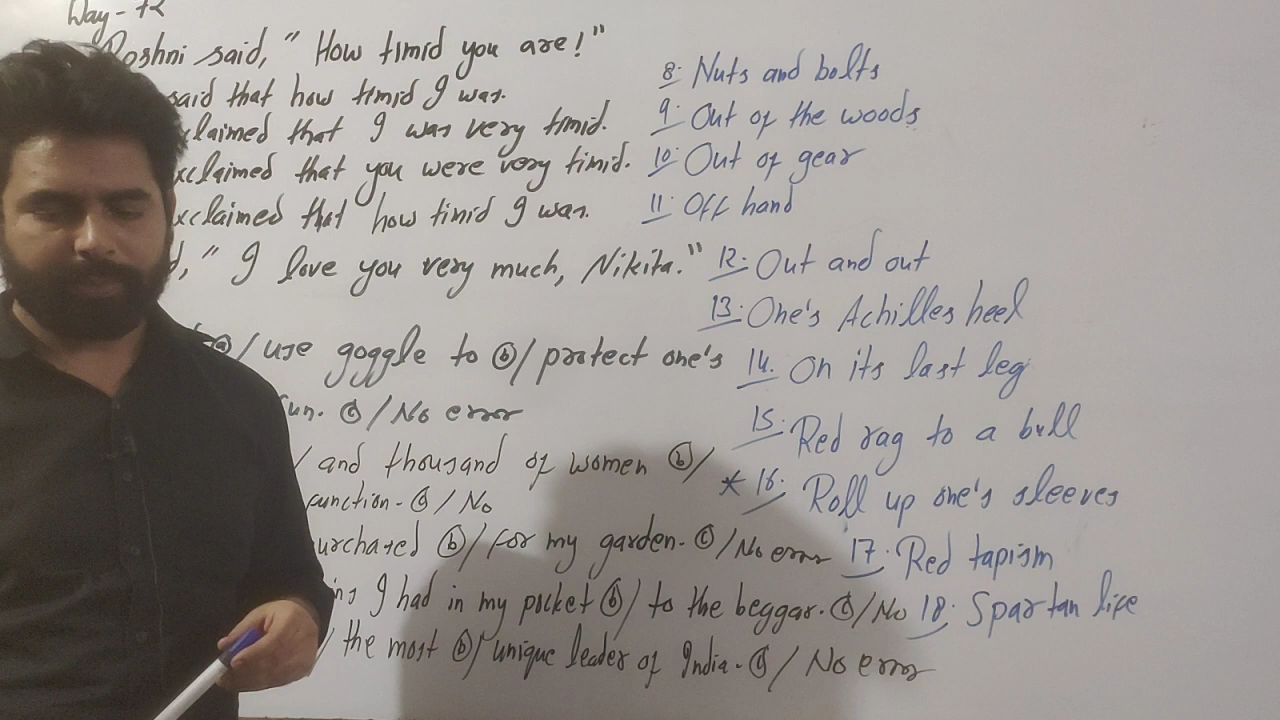 Day - 72
Roshni said, " How timid you are!"
said that how timid I was.
claimed that I was very timid.
xclaimed that you were very timid.
xclaimed that how timid I was.
d, " I love you very much, Nikita."
ⓐ/ use goggle to ⓑ/ protect one's
sun. ⓒ/ No error
/ and thousand of women ⓑ/
function - ⓒ / No
urchased ⓑ/ for my garden. ⓒ/ No error
I had in my pocket ⓑ/ to the beggar. ⓒ/ No
/ the most ⓑ/ unique leader of India. ⓒ / No error
8. Nuts and bolts
9. Out of the woods
10. Out of gear
11. Off hand
12. Out and out
13. One's Achilles heel
14. On its last leg
15. Red rag to a bull
* 16. Roll up one's sleeves
17. Red tapism
18. Spartan life